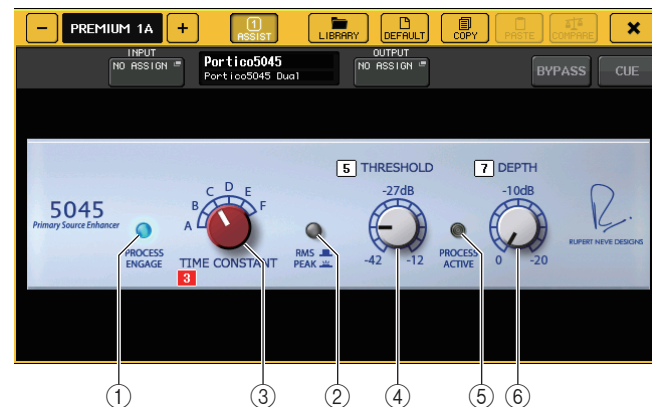 PREMIUM 1A
1
ASSIST
LIBRARY
DEFAULT
COPY
PASTE
COMPARE
INPUT
NO ASSIGN
Portico5045
Portico5045 Dual
OUTPUT
NO ASSIGN
BYPASS
CUE
5 THRESHOLD
7 DEPTH
-27dB
-10dB
A B C D E F
5045
Primary Source Enhancer
PROCESS
ENGAGE
TIME CONSTANT
3
RMS
PEAK
-42 -12
PROCESS
ACTIVE
0 -20
RUPERT NEVE DESIGNS
① ③ ② ④ ⑤ ⑥